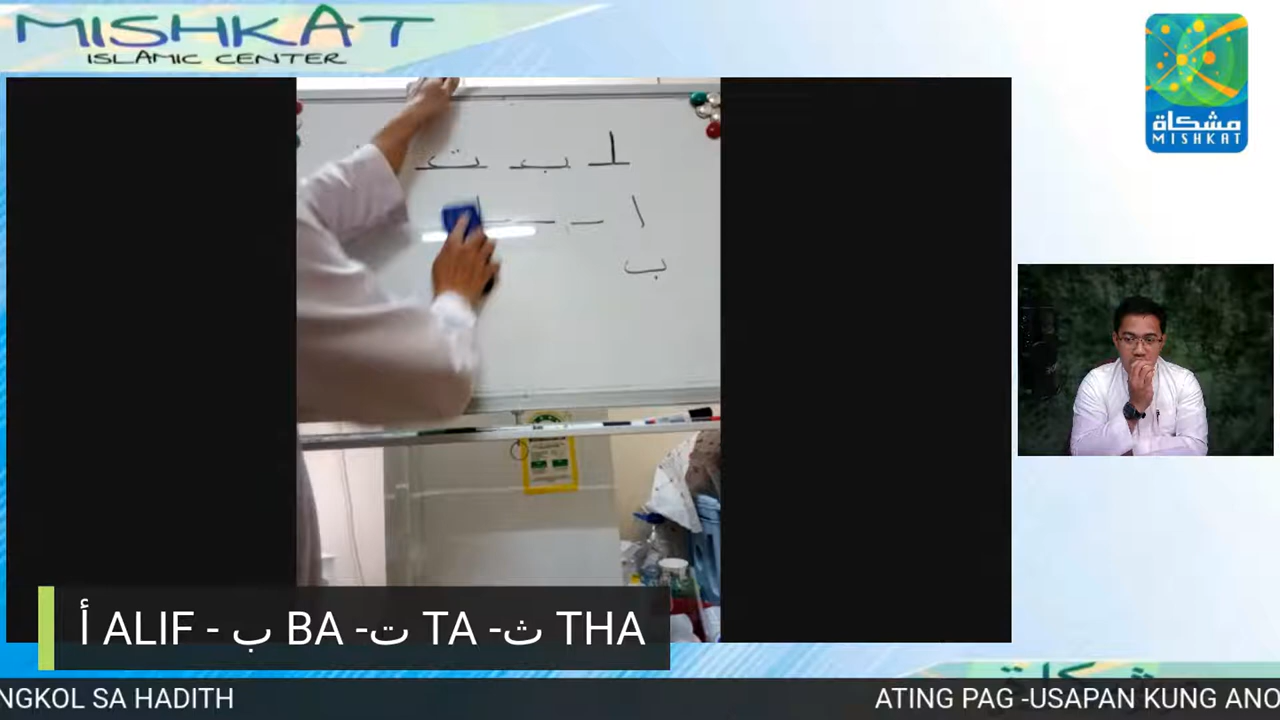 MISHKAT
ISLAMIC CENTER
مشكاة
MISHKAT
ا ب ت
ا
ب
أ ALIF - ب BA -ت TA -ث THA
NGKOL SA HADITH
ATING PAG -USAPAN KUNG ANO